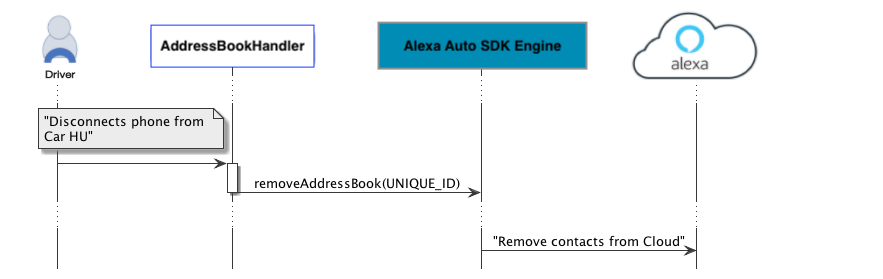 AddressBookHandler
Alexa Auto SDK Engine
alexa
Driver
"Disconnects phone from
Car HU"
removeAddressBook(UNIQUE_ID)
"Remove contacts from Cloud"